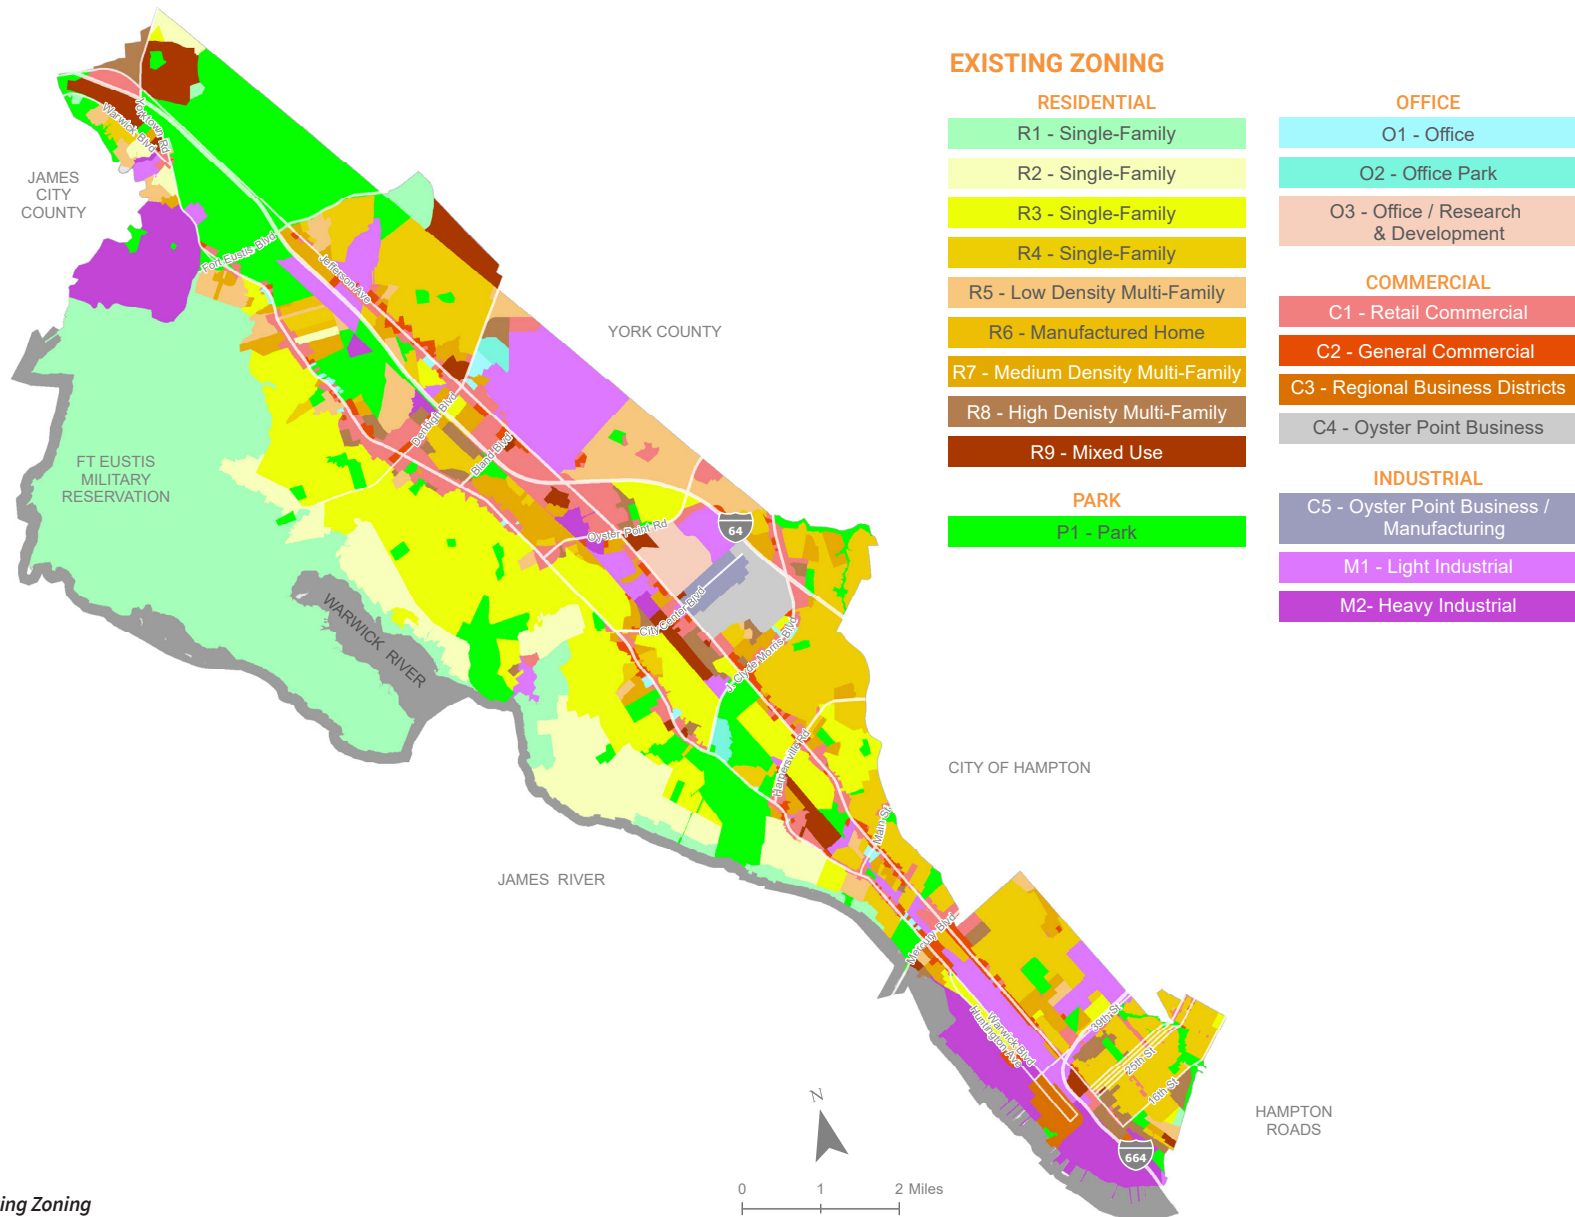 EXISTING ZONING
RESIDENTIAL
R1 - Single-Family
R2 - Single-Family
R3 - Single-Family
R4 - Single-Family
R5 - Low Density Multi-Family
R6 - Manufactured Home
R7 - Medium Density Multi-Family
R8 - High Denisty Multi-Family
R9 - Mixed Use
PARK
P1 - Park
OFFICE
O1 - Office
O2 - Office Park
O3 - Office / Research
& Development
COMMERCIAL
C1 - Retail Commercial
C2 - General Commercial
C3 - Regional Business Districts
C4 - Oyster Point Business
INDUSTRIAL
C5 - Oyster Point Business /
Manufacturing
M1 - Light Industrial
M2- Heavy Industrial
Yorktown Rd
Warwick Blvd
JAMES
CITY
COUNTY
Fort Eustis Blvd
Jefferson Ave
YORK COUNTY
Denbigh Blvd
Bland Blvd
FT EUSTIS
MILITARY
RESERVATION
Oyster Point Rd
64
WARWICK RIVER
City Center Blvd
J. Clyde Morris Blvd
Harpersville Rd
CITY OF HAMPTON
Main St
JAMES RIVER
Mercury Blvd
Warwick Blvd
Huntington Ave
39th St
25th St
16th St
HAMPTON
ROADS
664
N
0 1 2 Miles
ing Zoning